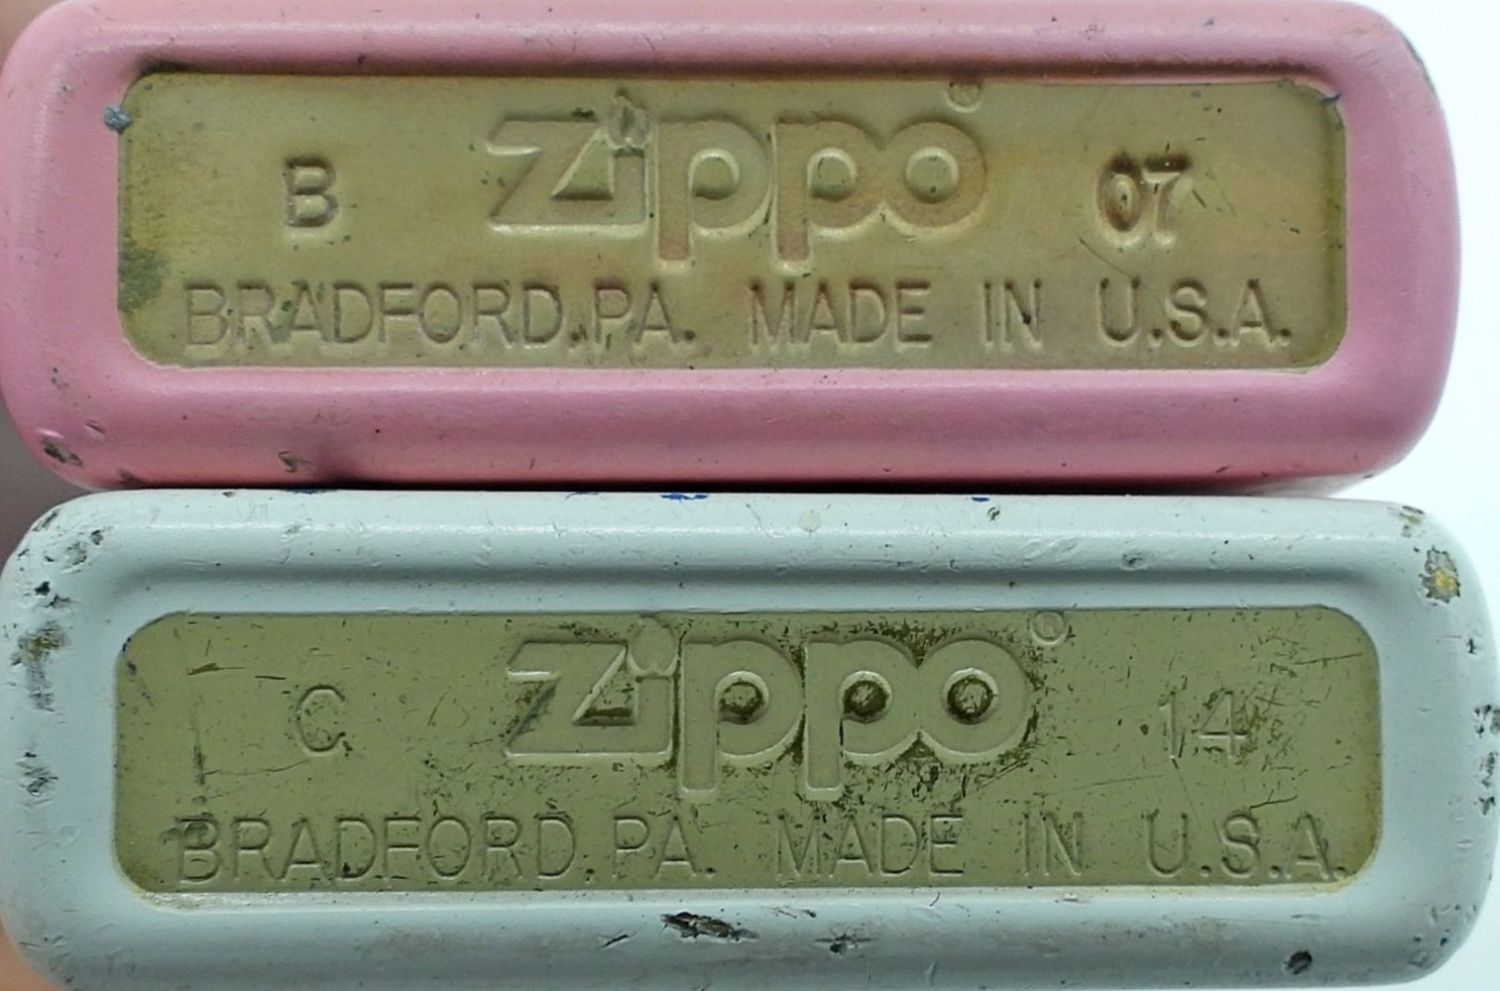 B Zippo® 07
BRADFORD, PA. MADE IN U.S.A.
C Zippo® 14
BRADFORD, PA. MADE IN U.S.A.